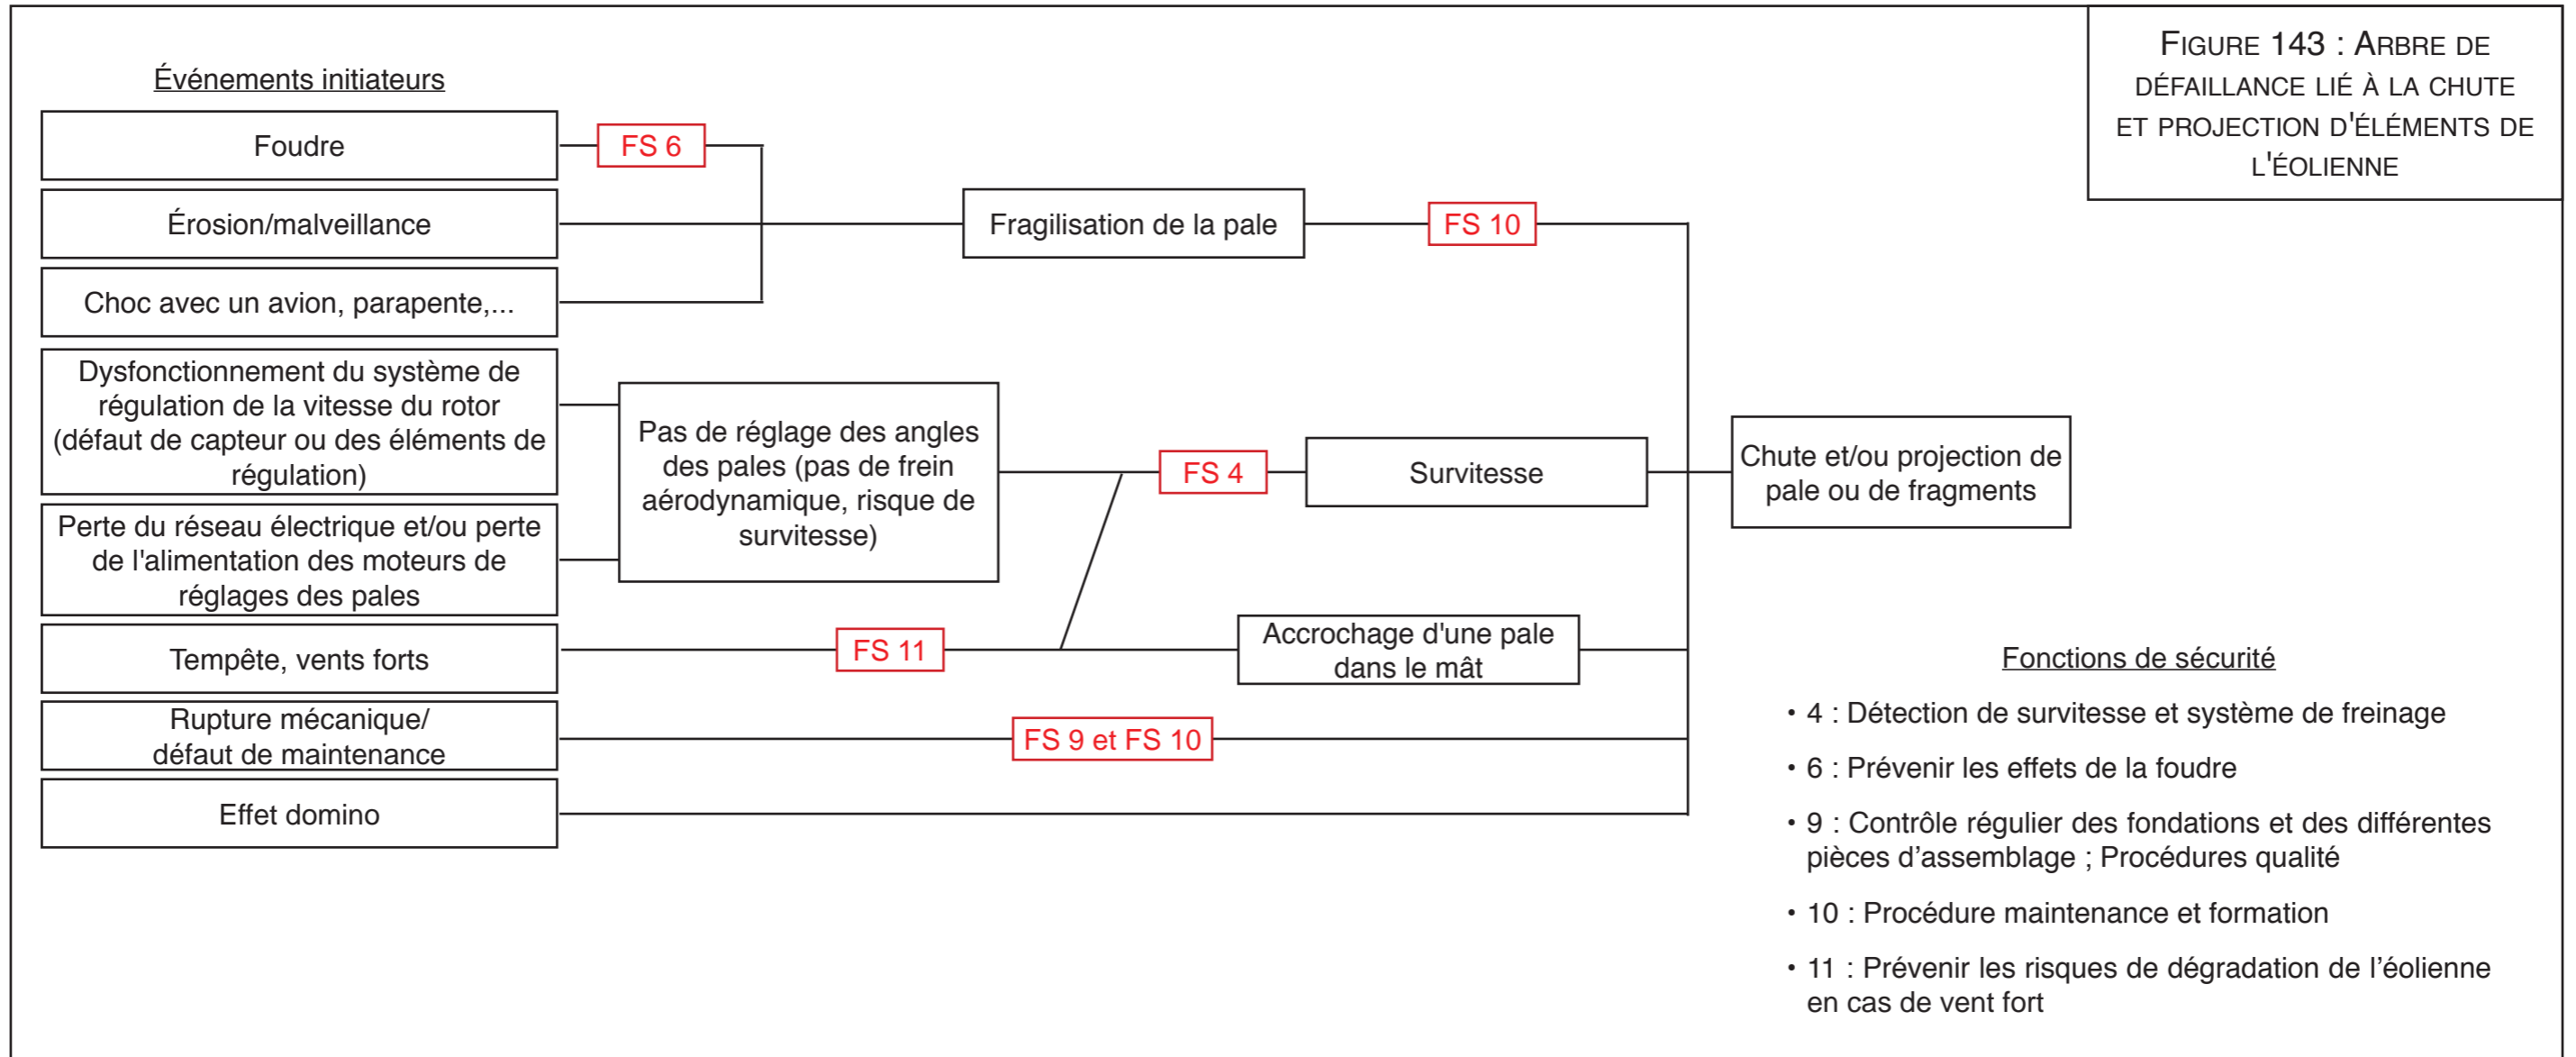 FIGURE 143 : ARBRE DE
DÉFAILLANCE LIÉ À LA CHUTE
ET PROJECTION D'ÉLÉMENTS DE
L'ÉOLIENNE
Événements initiateurs
Foudre
FS 6
Érosion/malveillance
Fragilisation de la pale
FS 10
Choc avec un avion, parapente,...
Dysfonctionnement du système de
régulation de la vitesse du rotor
(défaut de capteur ou des éléments de
régulation)
Pas de réglage des angles
des pales (pas de frein
aérodynamique, risque de
survitesse)
FS 4
Survitesse
Chute et/ou projection de
pale ou de fragments
Perte du réseau électrique et/ou perte
de l'alimentation des moteurs de
réglages des pales
Tempête, vents forts
FS 11
Accrochage d'une pale
dans le mât
Rupture mécanique/
défaut de maintenance
FS 9 et FS 10
Effet domino
Fonctions de sécurité
• 4 : Détection de survitesse et système de freinage
• 6 : Prévenir les effets de la foudre
• 9 : Contrôle régulier des fondations et des différentes
pièces d’assemblage ; Procédures qualité
• 10 : Procédure maintenance et formation
• 11 : Prévenir les risques de dégradation de l’éolienne
en cas de vent fort